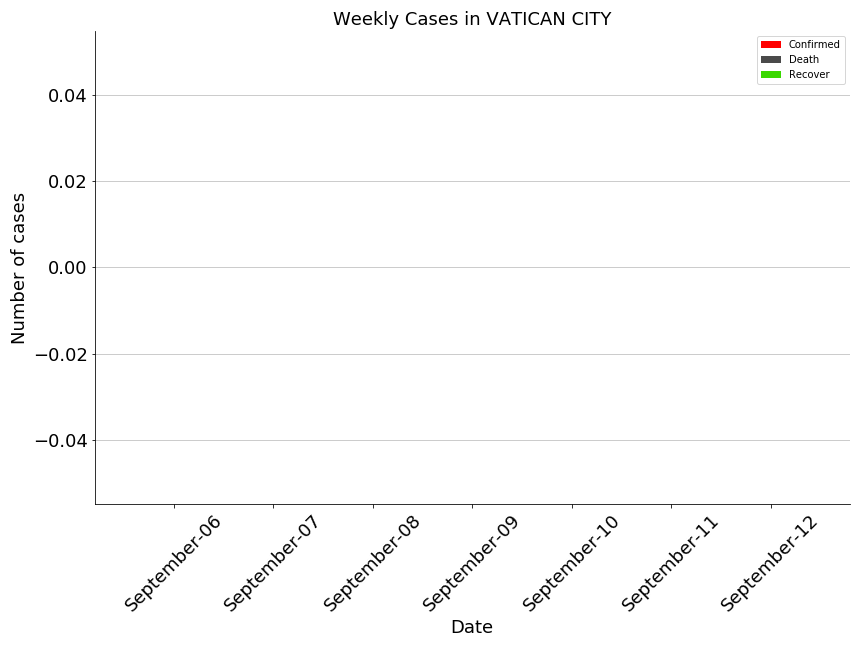 Weekly Cases in VATICAN CITY
Confirmed
Death
Recover
Number of cases
0.04
0.02
0.00
−0.02
−0.04
September-06
September-07
September-08
September-09
September-10
September-11
September-12
Date